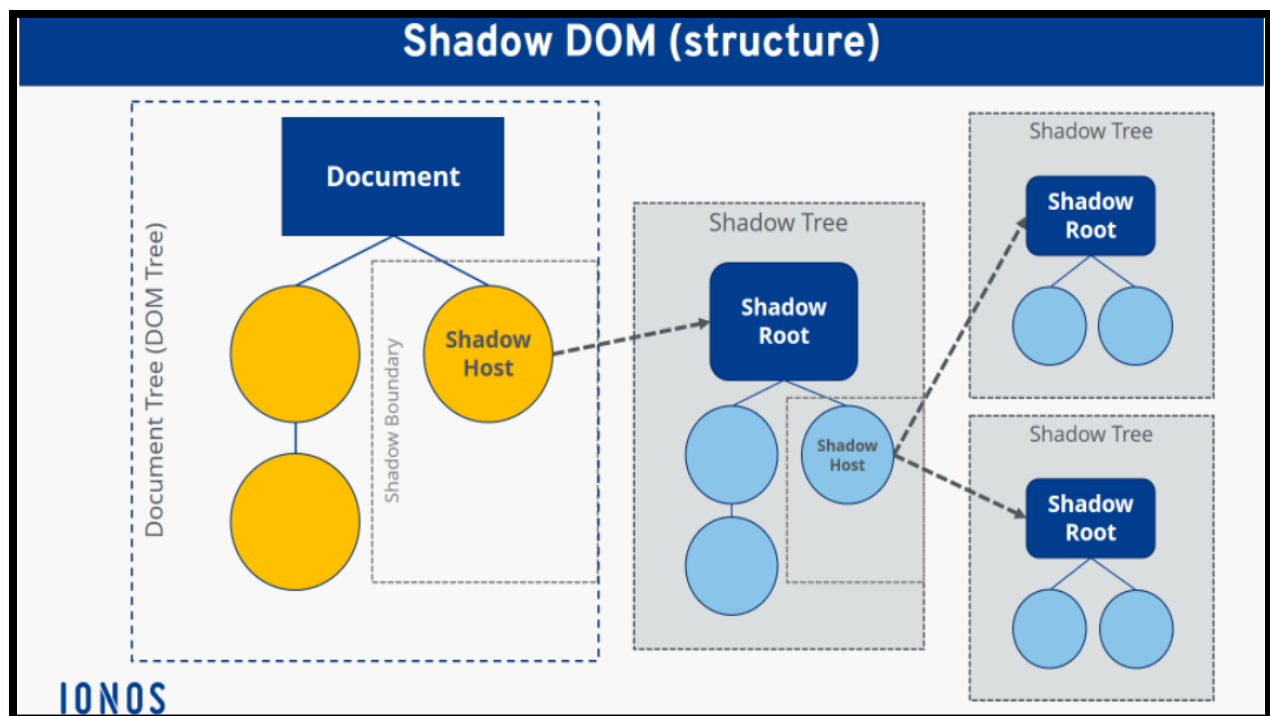 Shadow DOM (structure)
Document Tree (DOM Tree)
Document
Shadow Boundary
Shadow
Host
Shadow Tree
Shadow
Root
Shadow
Host
Shadow Tree
Shadow
Root
Shadow Tree
Shadow
Root
IONOS